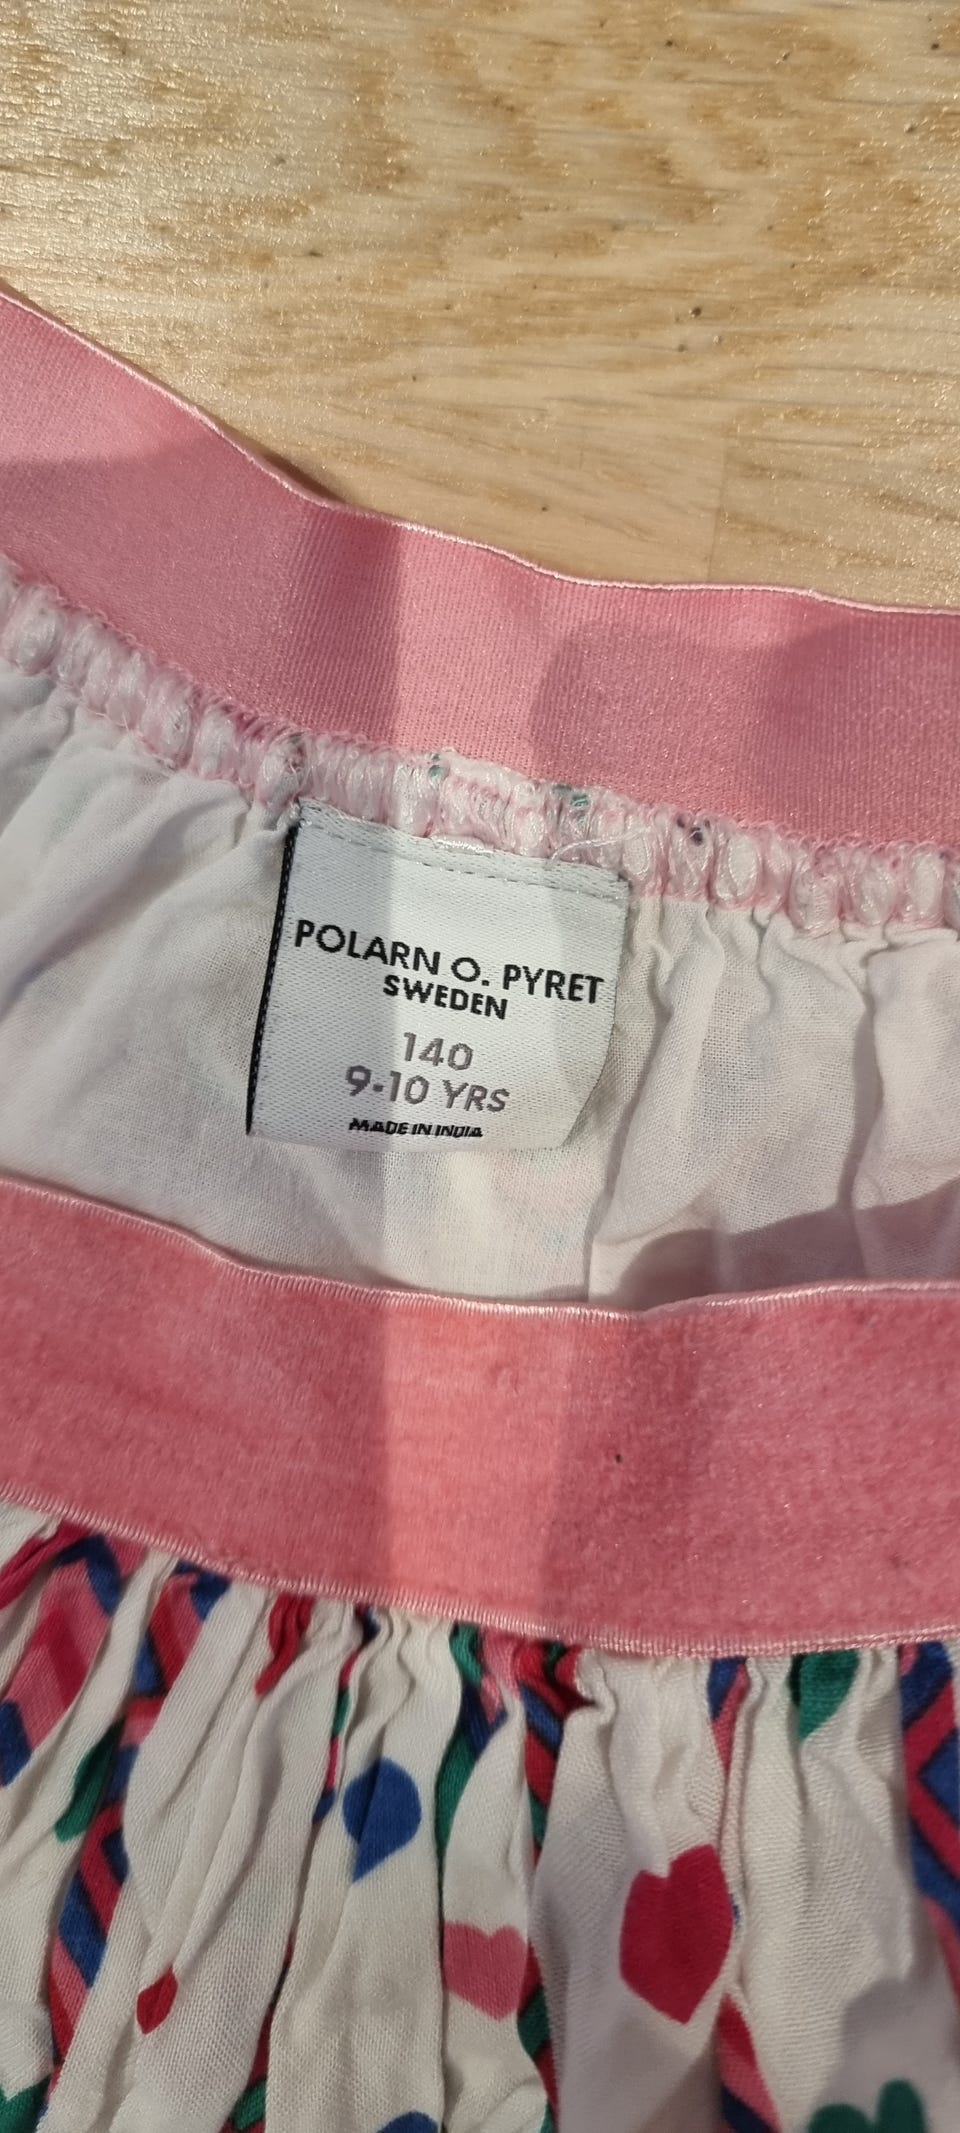 POLARN O. PYRET
SWEDEN
140
9-10 YRS
MADE IN INDIA